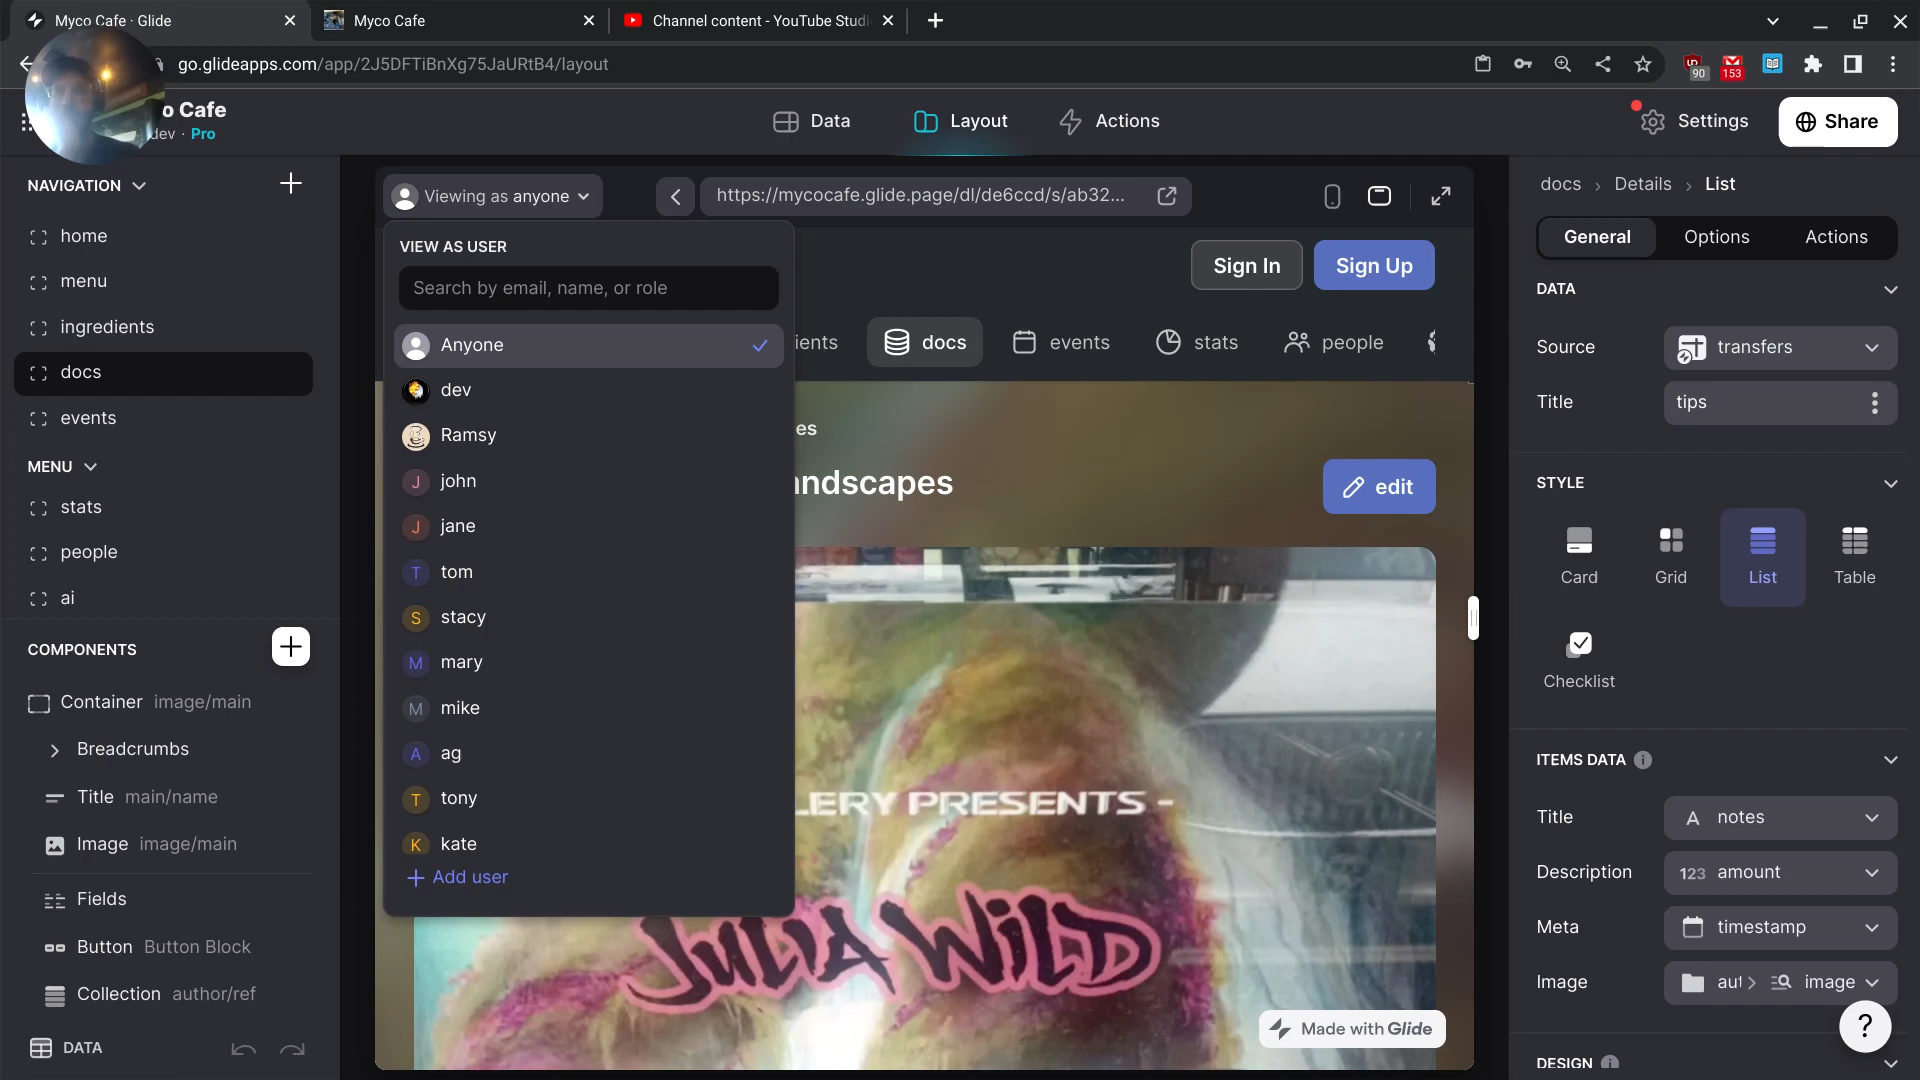 Myco Cafe · Glide
Myco Cafe
Channel content - YouTube Studi
go.glideapps.com/app/2J5DFTiBnXg75JaURtB4/layout
90
153
o Cafe
dev · Pro
Data
Layout
Actions
Settings
Share
NAVIGATION
home
menu
ingredients
docs
events
MENU
stats
people
ai
COMPONENTS
Container image/main
Breadcrumbs
Title main/name
Image image/main
Fields
Button Button Block
Collection author/ref
DATA
Viewing as anyone
https://mycocafe.glide.page/dl/de6ccd/s/ab32...
VIEW AS USER
Search by email, name, or role
Anyone
dev
Ramsy
J john
J jane
T tom
S stacy
M mary
M mike
A ag
T tony
K kate
Add user
Sign In
Sign Up
ients
docs
events
stats
people
es
andscapes
edit
LERY PRESENTS -
JULIA WILD
Made with Glide
docs › Details › List
General
Options
Actions
DATA
Source transfers
Title tips
STYLE
Card
Grid
List
Table
Checklist
ITEMS DATA
Title A notes
Description 123 amount
Meta timestamp
Image aut > image
?
DESIGN